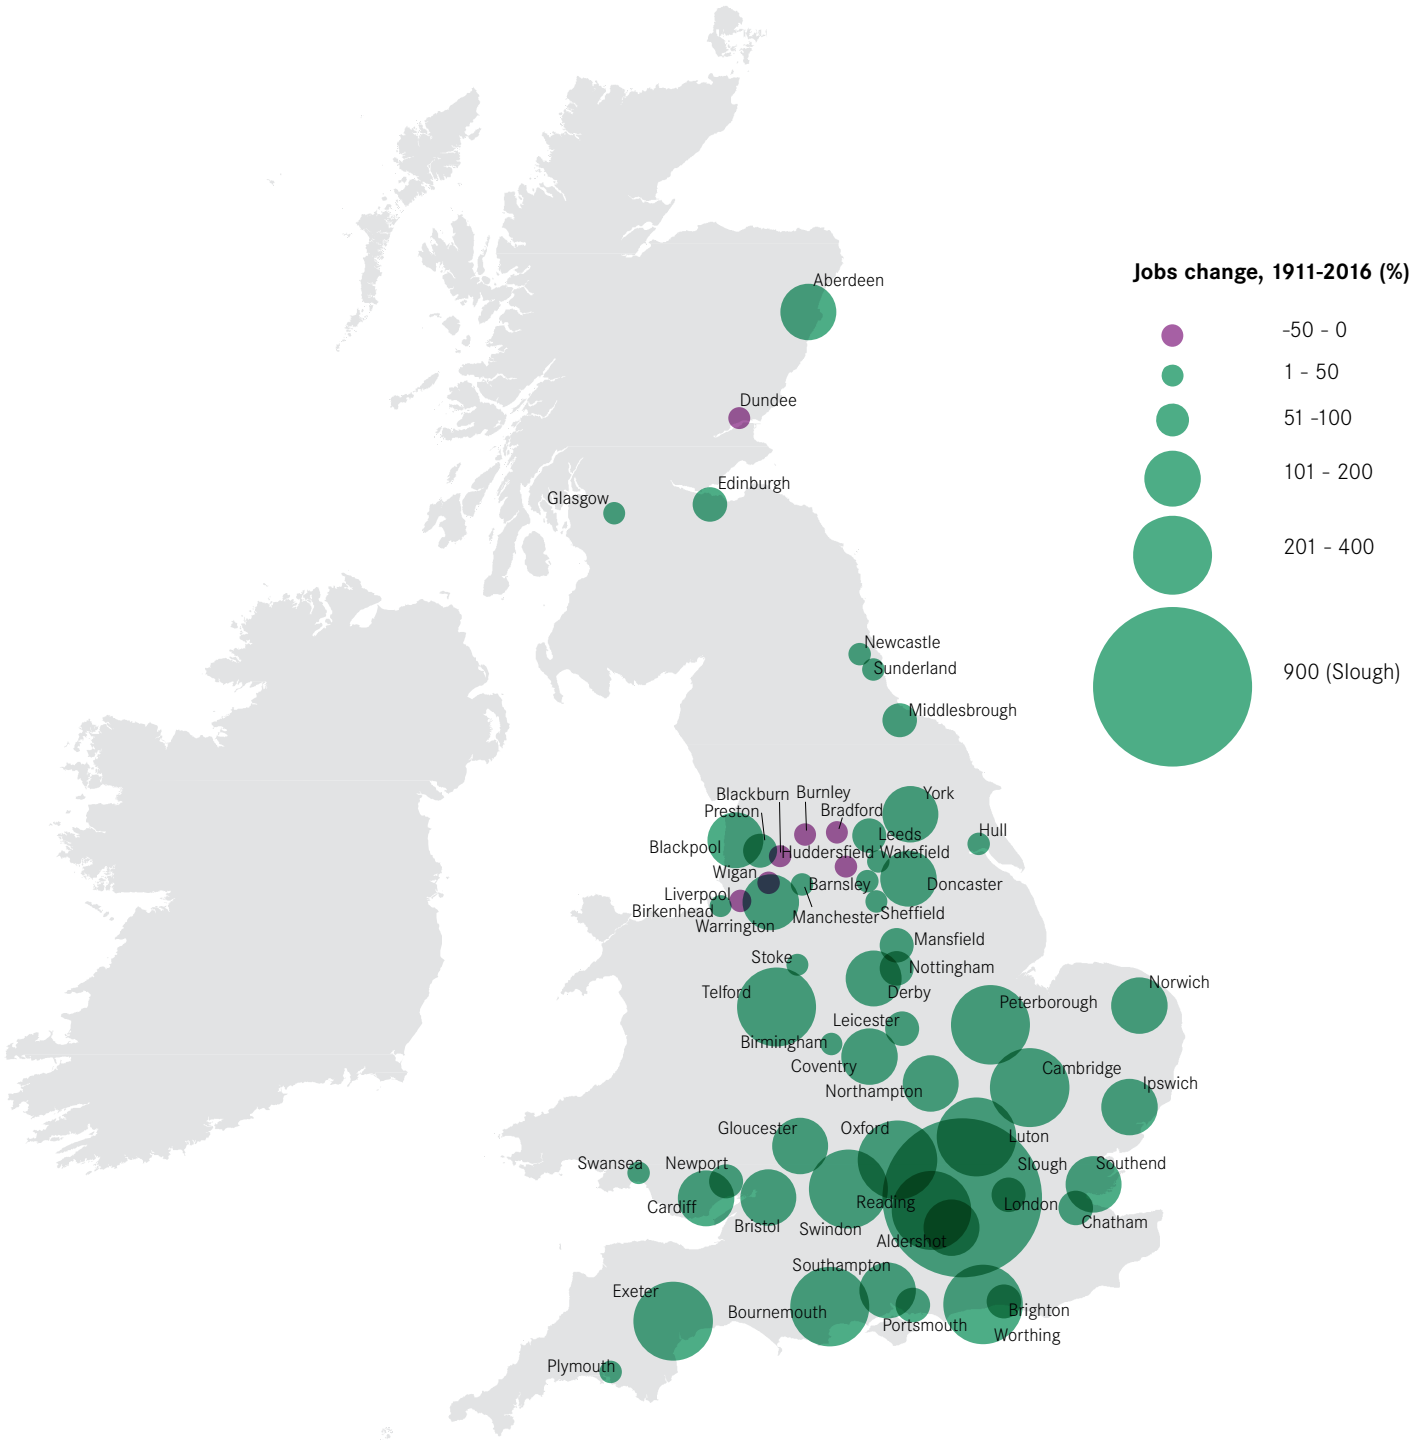 Jobs change, 1911-2016 (%)
-50 - 0
1 - 50
51 -100
101 - 200
201 - 400
900 (Slough)
Aberdeen
Dundee
Edinburgh
Glasgow
Newcastle
Sunderland
Middlesbrough
Blackburn
Burnley
York
Preston
Bradford
Hull
Leeds
Blackpool
Huddersfield
Wakefield
Wigan
Barnsley
Doncaster
Liverpool
Birkenhead
Manchester
Sheffield
Warrington
Mansfield
Stoke
Nottingham
Telford
Derby
Norwich
Peterborough
Leicester
Birmingham
Coventry
Cambridge
Northampton
Ipswich
Gloucester
Oxford
Luton
Swansea
Newport
Slough
Southend
Cardiff
Reading
London
Bristol
Swindon
Chatham
Aldershot
Southampton
Exeter
Bournemouth
Brighton
Portsmouth
Worthing
Plymouth